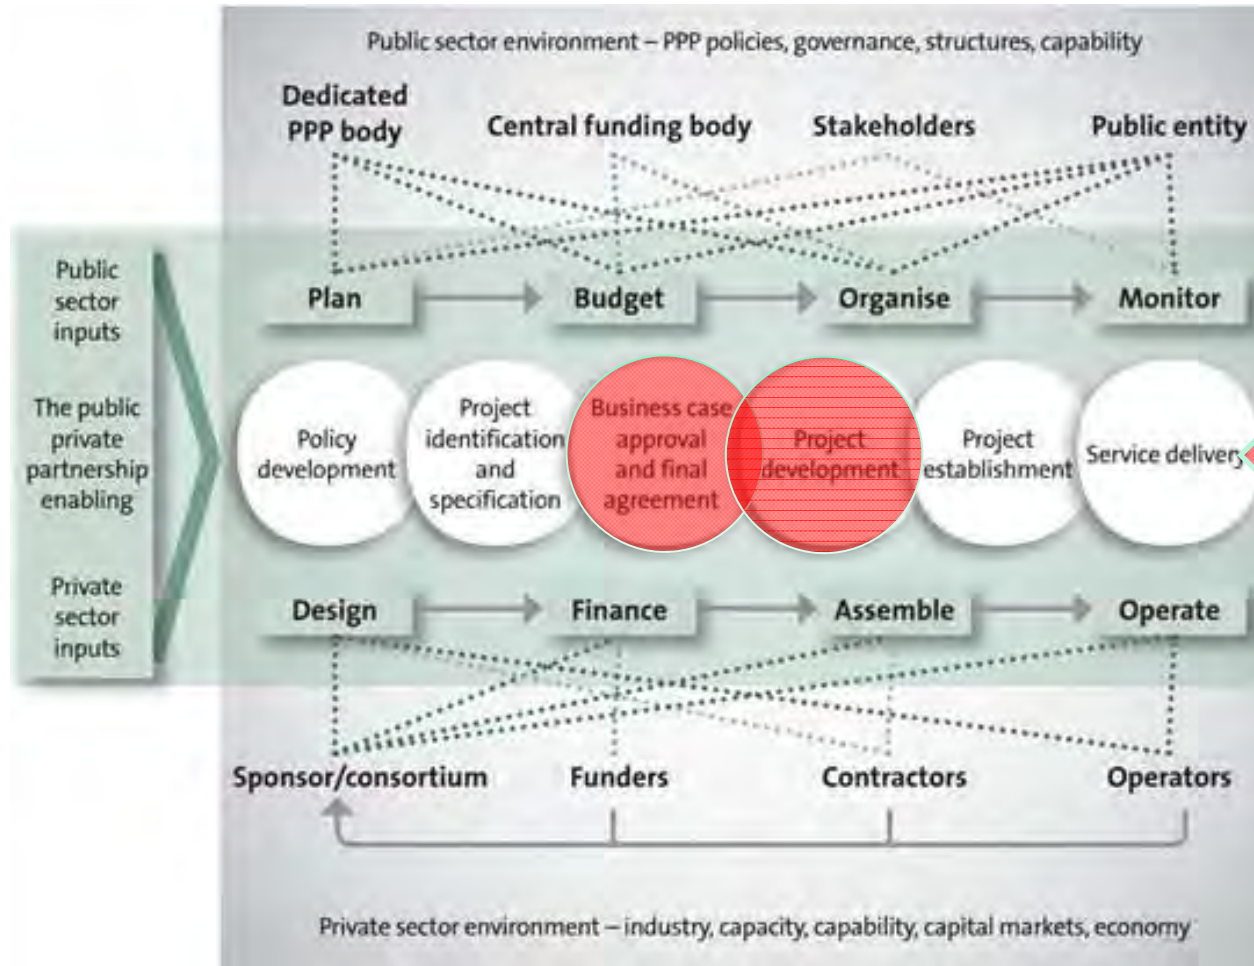 Public sector environment – PPP policies, governance, structures, capability
Dedicated
PPP body
Central funding body
Stakeholders
Public entity
Public
sector
inputs
Plan
Budget
Organise
Monitor
The public
private
partnership
enabling
Policy
development
Project
identification
and
specification
Business case
approval
and final
agreement
Project
development
Project
establishment
Service delivery
Private
sector
inputs
Design
Finance
Assemble
Operate
Sponsor/consortium
Funders
Contractors
Operators
Private sector environment – industry, capacity, capability, capital markets, economy